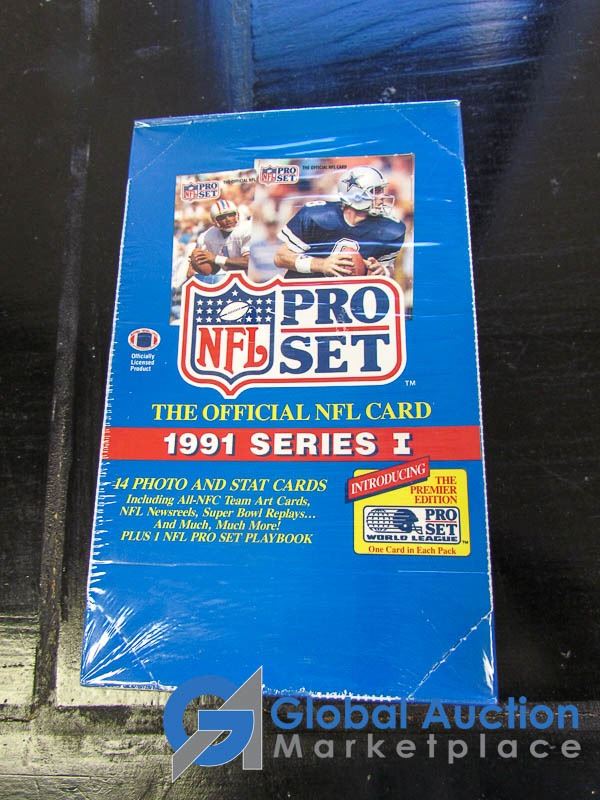 NFL PRO SET THE OFFICIAL NFL
NFL PRO SET THE OFFICIAL NFL CARD
NFL PRO SET ™
Officially
Licensed
Product
THE OFFICIAL NFL CARD
1991 SERIES I
14 PHOTO AND STAT CARDS
Including All-NFC Team Art Cards,
NFL Newsreels, Super Bowl Replays...
And Much, Much More!
PLUS 1 NFL PRO SET PLAYBOOK
INTRODUCING
THE
PREMIER
EDITION
PRO
SET
WORLD LEAGUE™
One Card in Each Pack
Global Auction
Marketplace